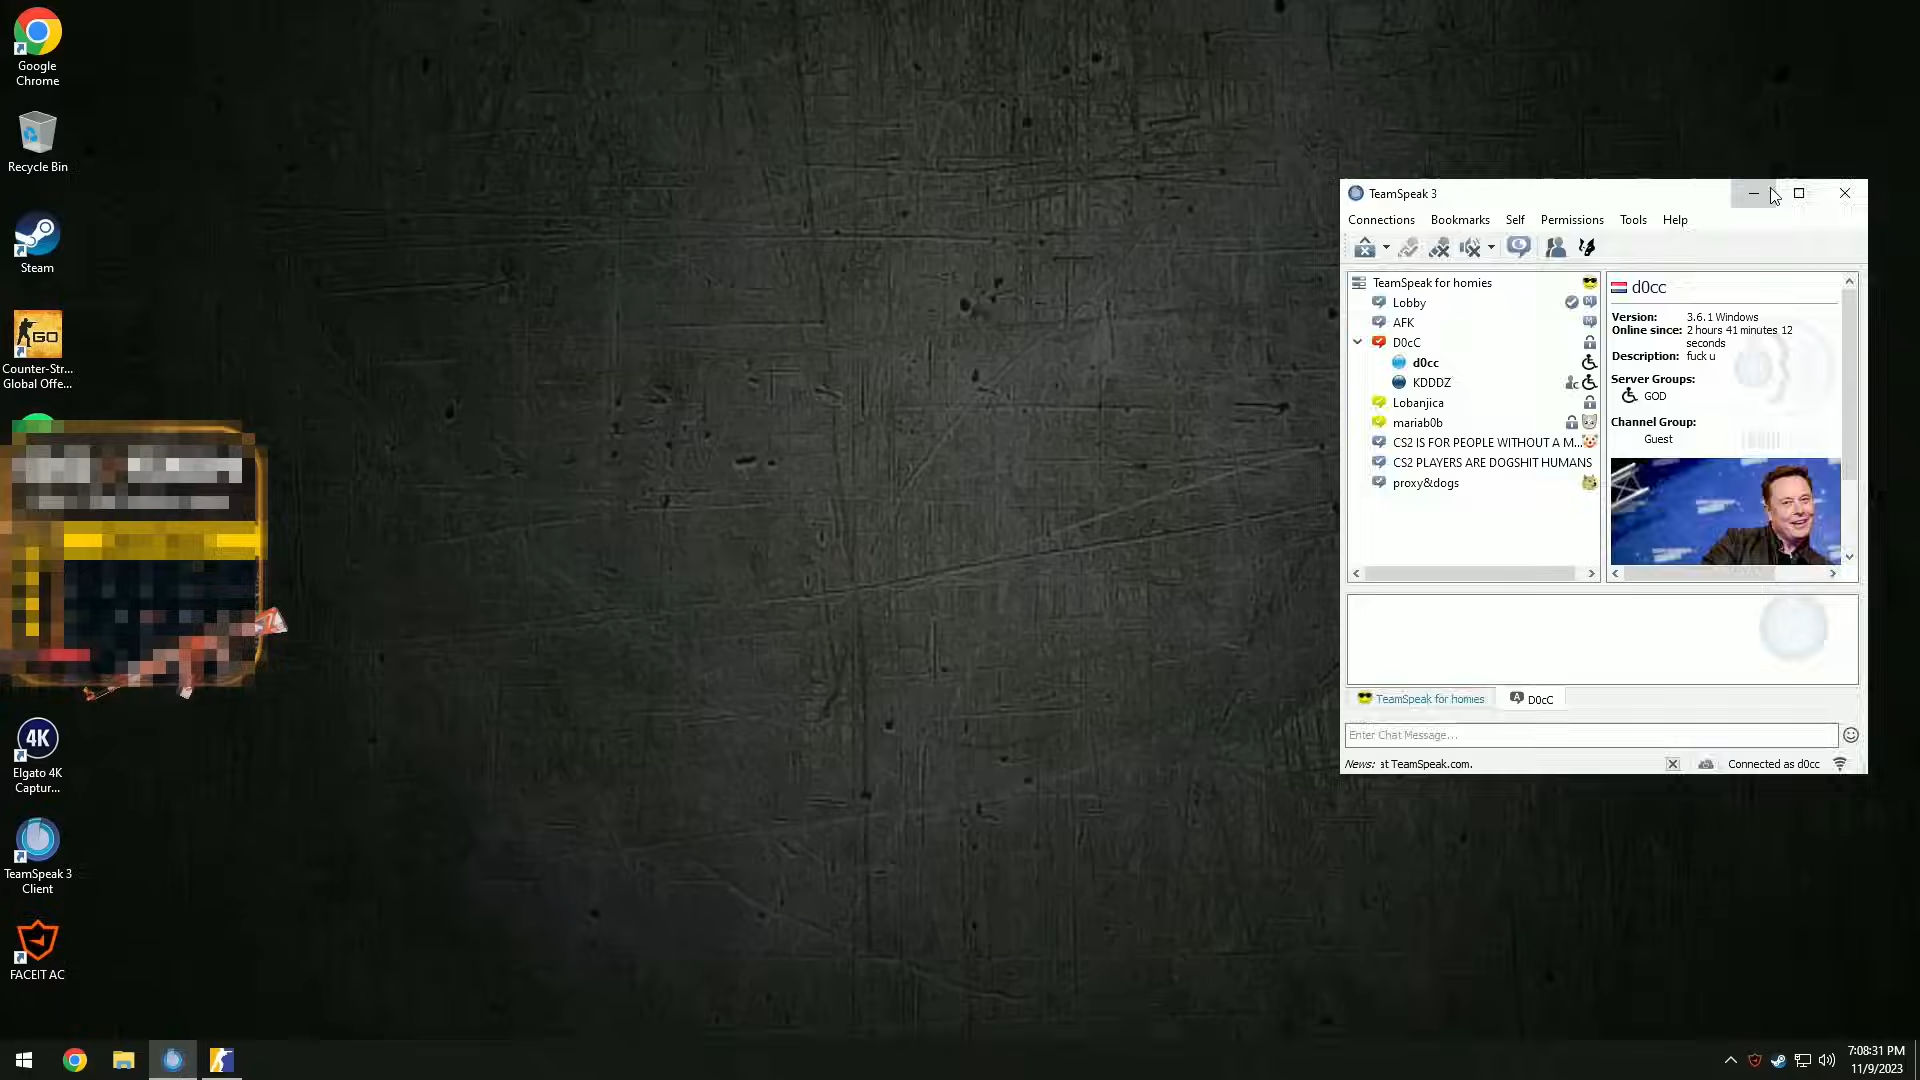 Google
Chrome
Recycle Bin
Steam
GO
Counter-Str...
Global Offe...
4K
Elgato 4K
Captur...
TeamSpeak 3
Client
FACEIT AC
TeamSpeak 3
Connections Bookmarks Self Permissions Tools Help
TeamSpeak for homies
Lobby
M
AFK
M
D0cC
d0cc
KDDDZ
c
Lobanjica
mariab0b
CS2 IS FOR PEOPLE WITHOUT A M...
CS2 PLAYERS ARE DOGSHIT HUMANS
proxy&dogs
d0cc
Version: 3.6.1 Windows
Online since: 2 hours 41 minutes 12
seconds
Description: fuck u
Server Groups:
GOD
Channel Group:
Guest
TeamSpeak for homies
A D0cC
Enter Chat Message...
News: at TeamSpeak.com.
Connected as d0cc
7:08:31 PM
11/9/2023